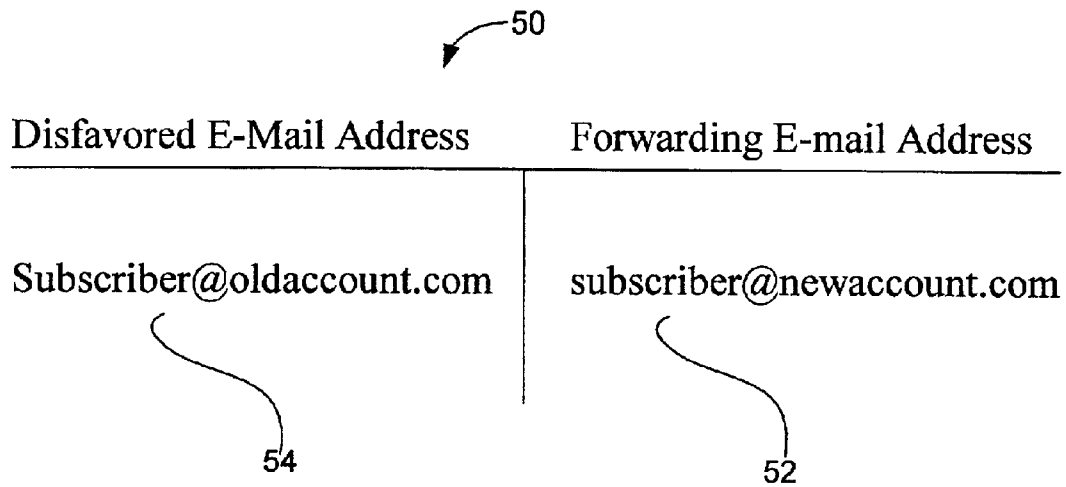 50
Disfavored E-Mail Address Forwarding E-mail Address
Subscriber@oldaccount.com subscriber@newaccount.com
54 52